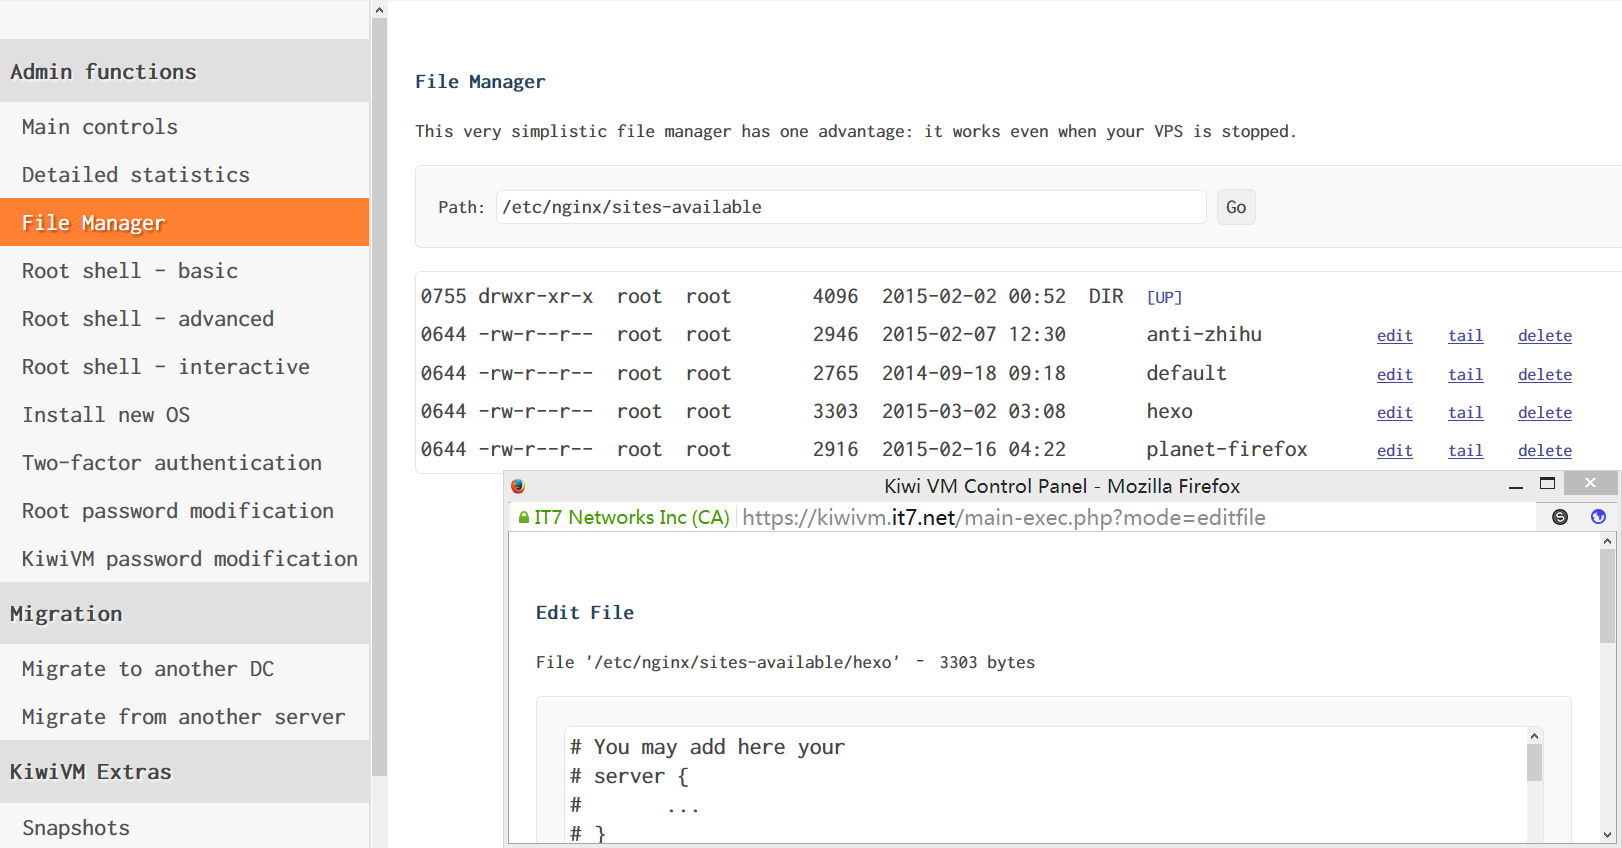 Admin functions
Main controls
Detailed statistics
File Manager
Root shell - basic
Root shell - advanced
Root shell - interactive
Install new OS
Two-factor authentication
Root password modification
KiwiVM password modification
Migration
Migrate to another DC
Migrate from another server
KiwiVM Extras
Snapshots
File Manager
This very simplistic file manager has one advantage: it works even when your VPS is stopped.
Path: /etc/nginx/sites-available Go
0755 drwxr-xr-x root root 4096 2015-02-02 00:52 DIR [UP]
0644 -rw-r--r-- root root 2946 2015-02-07 12:30 anti-zhihu edit tail delete
0644 -rw-r--r-- root root 2765 2014-09-18 09:18 default edit tail delete
0644 -rw-r--r-- root root 3303 2015-03-02 03:08 hexo edit tail delete
0644 -rw-r--r-- root root 2916 2015-02-16 04:22 planet-firefox edit tail delete
Kiwi VM Control Panel - Mozilla Firefox
IT7 Networks Inc (CA) https://kiwivm.it7.net/main-exec.php?mode=editfile
Edit File
File '/etc/nginx/sites-available/hexo' - 3303 bytes
# You may add here your
# server {
# ...
# }